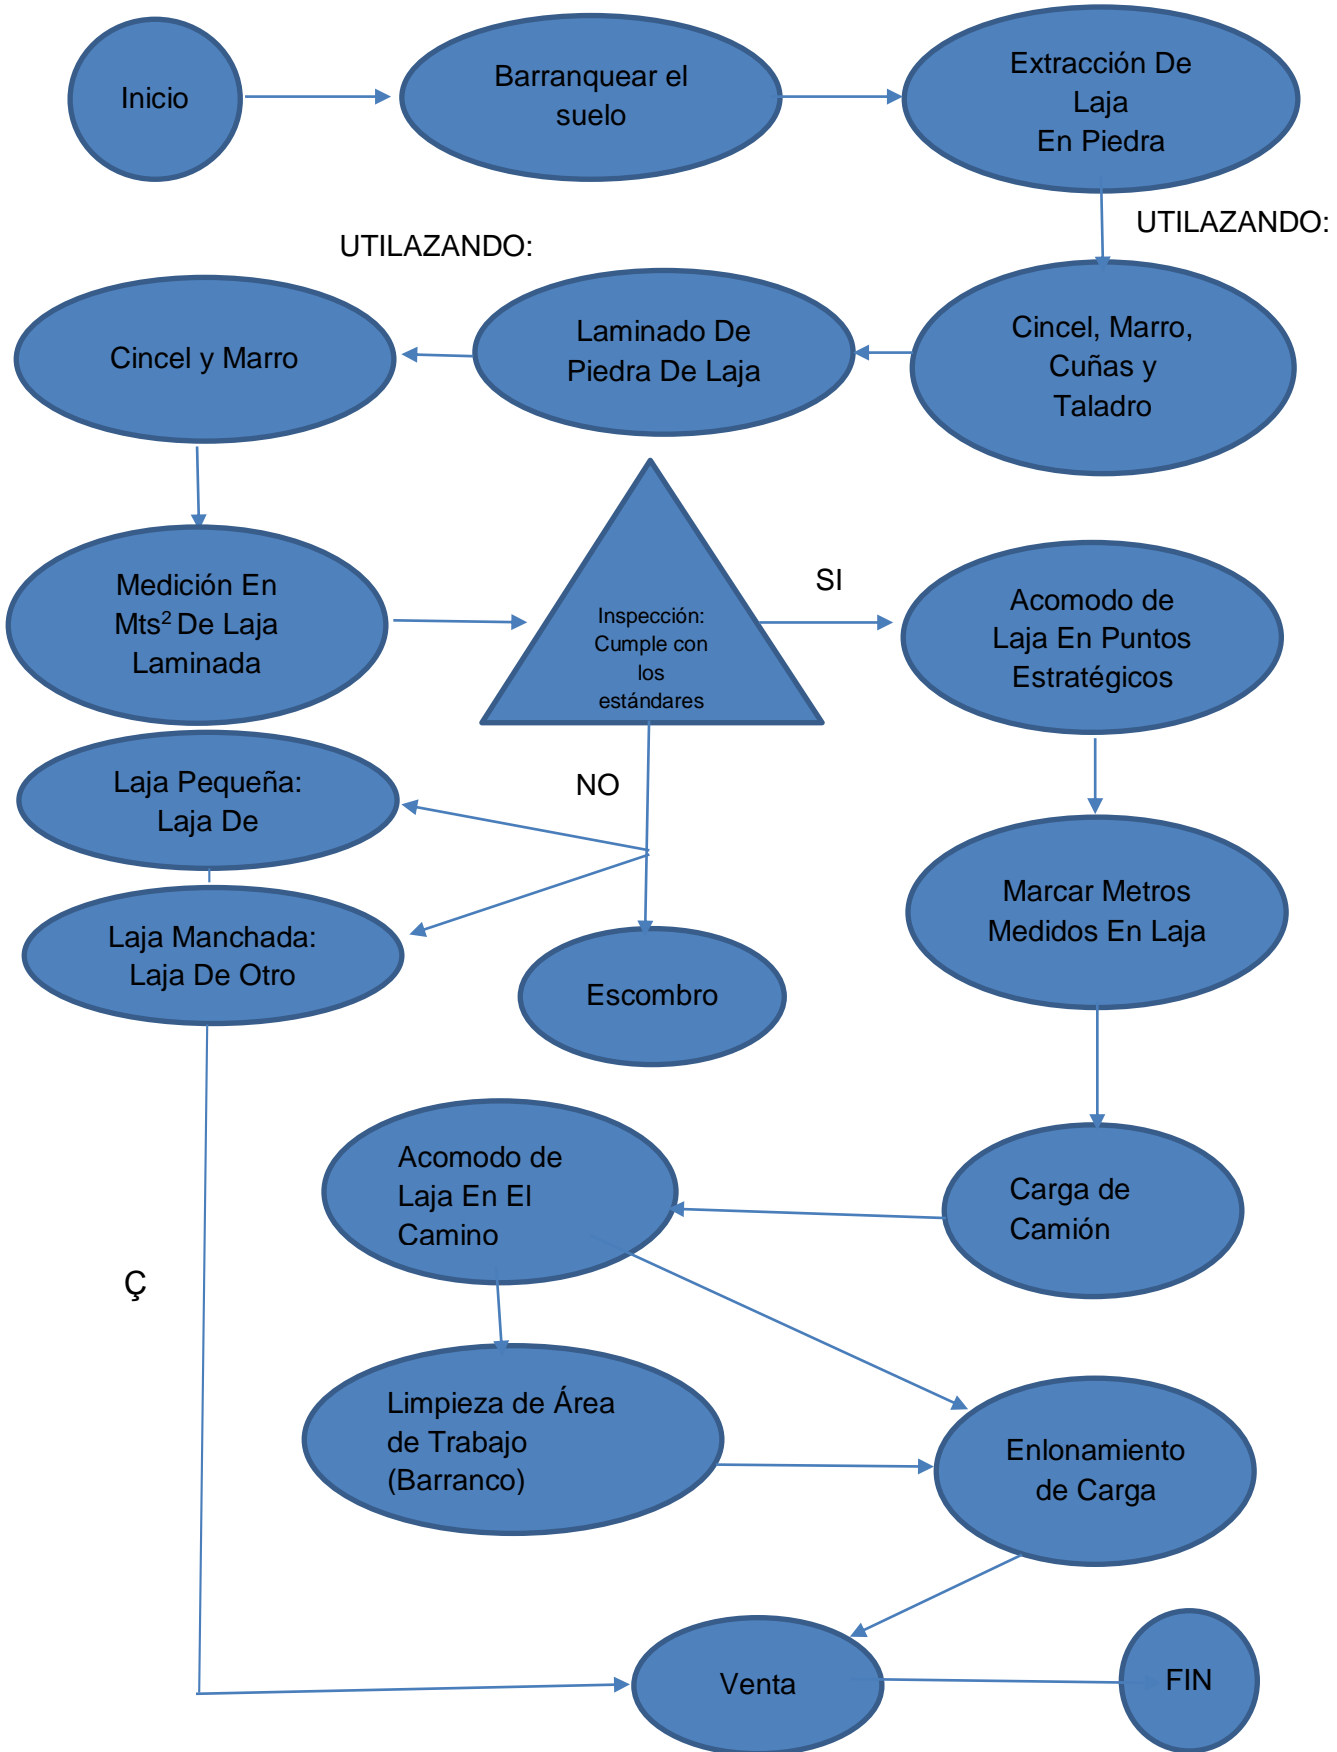 Inicio
Barranquear el
suelo
Extracción De
Laja
En Piedra
UTILAZANDO:
UTILAZANDO:
Cincel, Marro,
Cuñas y
Taladro
Laminado De
Piedra De Laja
Cincel y Marro
Medición En
Mts² De Laja
Laminada
Inspección:
Cumple con
los
estándares
SI
Acomodo de
Laja En Puntos
Estratégicos
NO
Laja Pequeña:
Laja De
Laja Manchada:
Laja De Otro
Escombro
Marcar Metros
Medidos En Laja
Carga de
Camión
Acomodo de
Laja En El
Camino
Ç
Limpieza de Área
de Trabajo
(Barranco)
Enlonamiento
de Carga
Venta
FIN